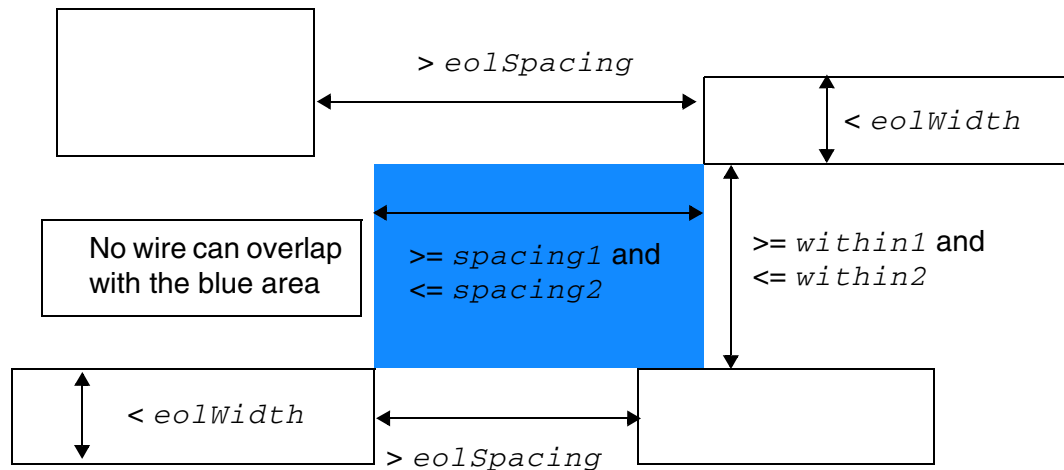 > eolSpacing
< eolWidth
No wire can overlap
with the blue area
>= spacing1 and
<= spacing2
>= within1 and
<= within2
< eolWidth
> eolSpacing